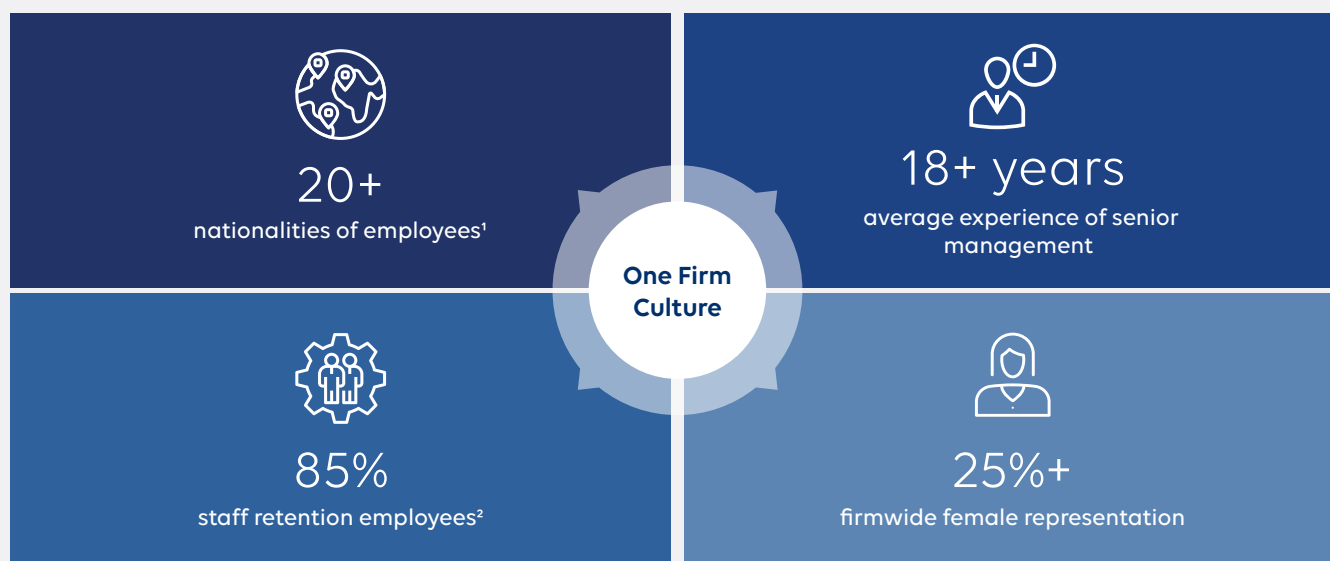 20+
nationalities of employees¹
18+ years
average experience of senior
management
One Firm
Culture
85%
staff retention employees²
25%+
firmwide female representation